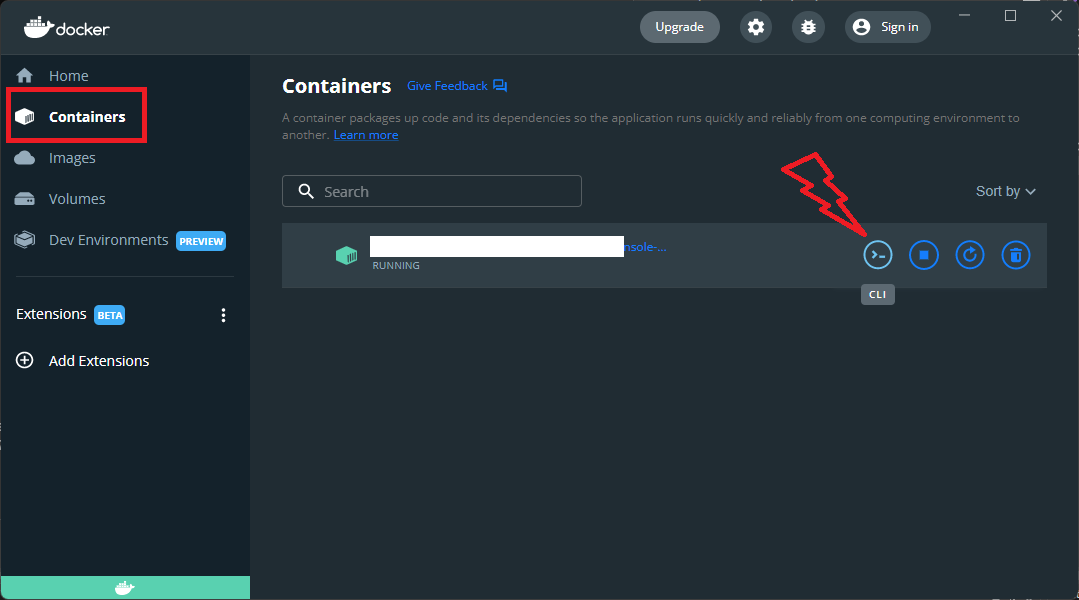 docker
Upgrade
Sign in
Home
Containers
Images
Volumes
Dev Environments PREVIEW
Extensions BETA
Add Extensions
Containers Give Feedback
A container packages up code and its dependencies so the application runs quickly and reliably from one computing environment to
another. Learn more
Search
Sort by
nsole-...
RUNNING
CLI